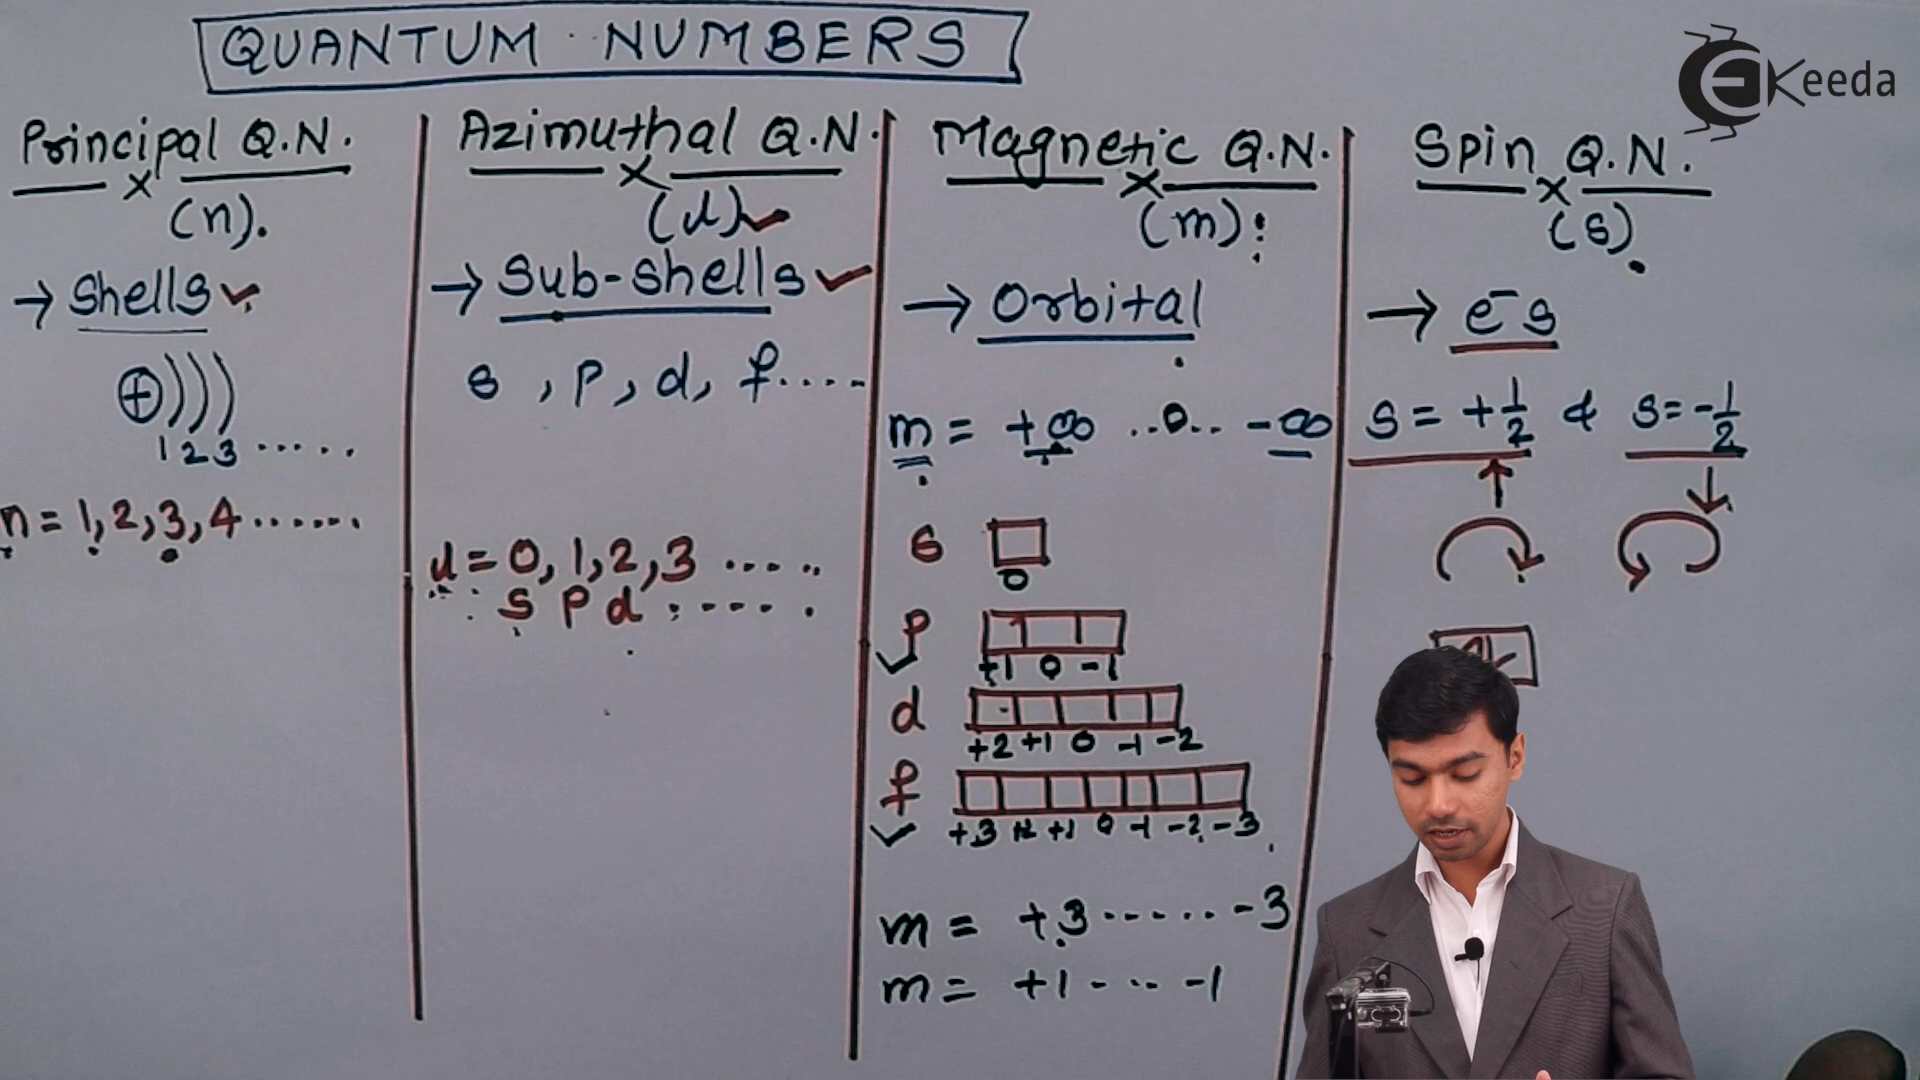 QUANTUM NUMBERS
eKeeda
Principal Q.N.
(n).
→ Shells ✓
⊕))))
1 2 3 ......
n = 1, 2, 3, 4 .......
Azimuthal Q.N.
(l) ✓
→ Sub-shells ✓
s , p, d, f.....
l = 0, 1, 2, 3 ......
s p d ......
Magnetic Q.N.
(m):
→ Orbital
m = +∞ ..0.. -∞
s
0
p
+1 0 -1
✓
d
+2 +1 0 -1 -2
f
✓ +3 +2 +1 0 -1 -2 -3
m = +3 ...... -3
m = +1 - .. -1
Spin Q.N.
(s).
→ e⁻s
s = +1/2 & s = -1/2
↑ ↓